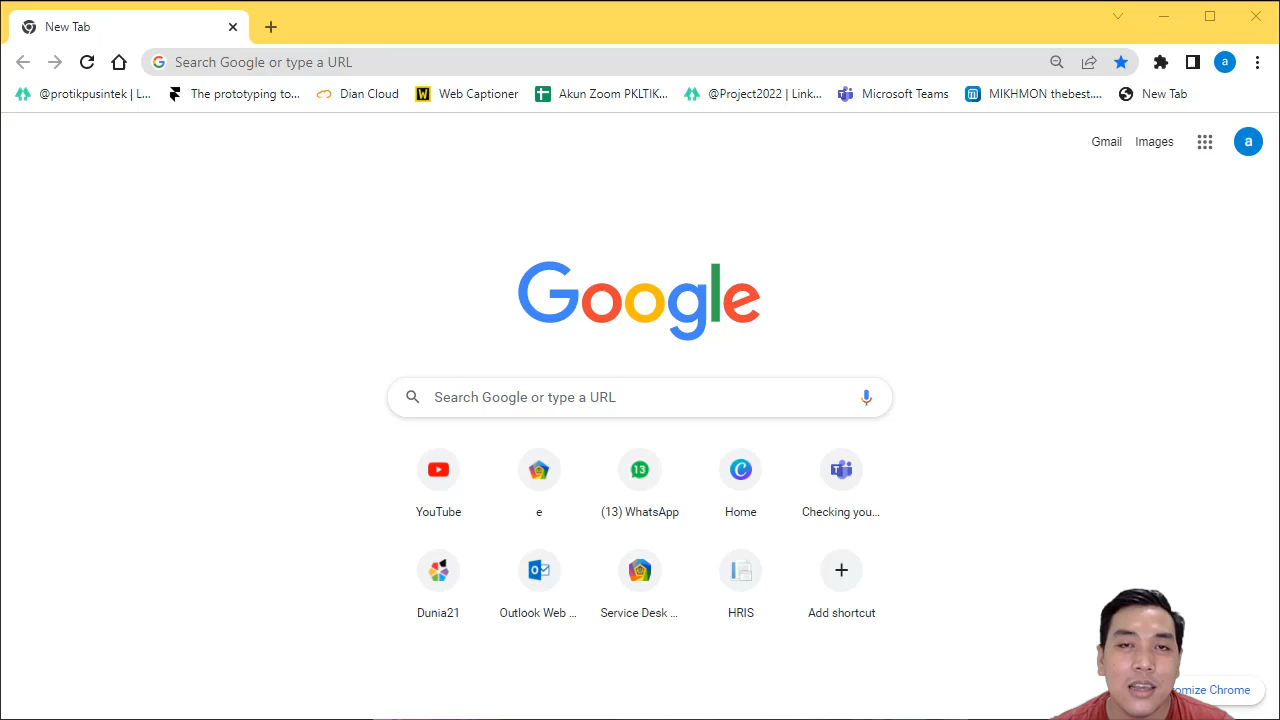 New Tab
Search Google or type a URL
@protikpusintek | L... The prototyping to... Dian Cloud Web Captioner Akun Zoom PKLTIK... @Project2022 | Link... Microsoft Teams MIKHMON thebest.... New Tab
a
Gmail Images a
Google
Search Google or type a URL
13
YouTube e (13) WhatsApp Home Checking you...
Dunia21 Outlook Web ... Service Desk ... HRIS Add shortcut
omize Chrome